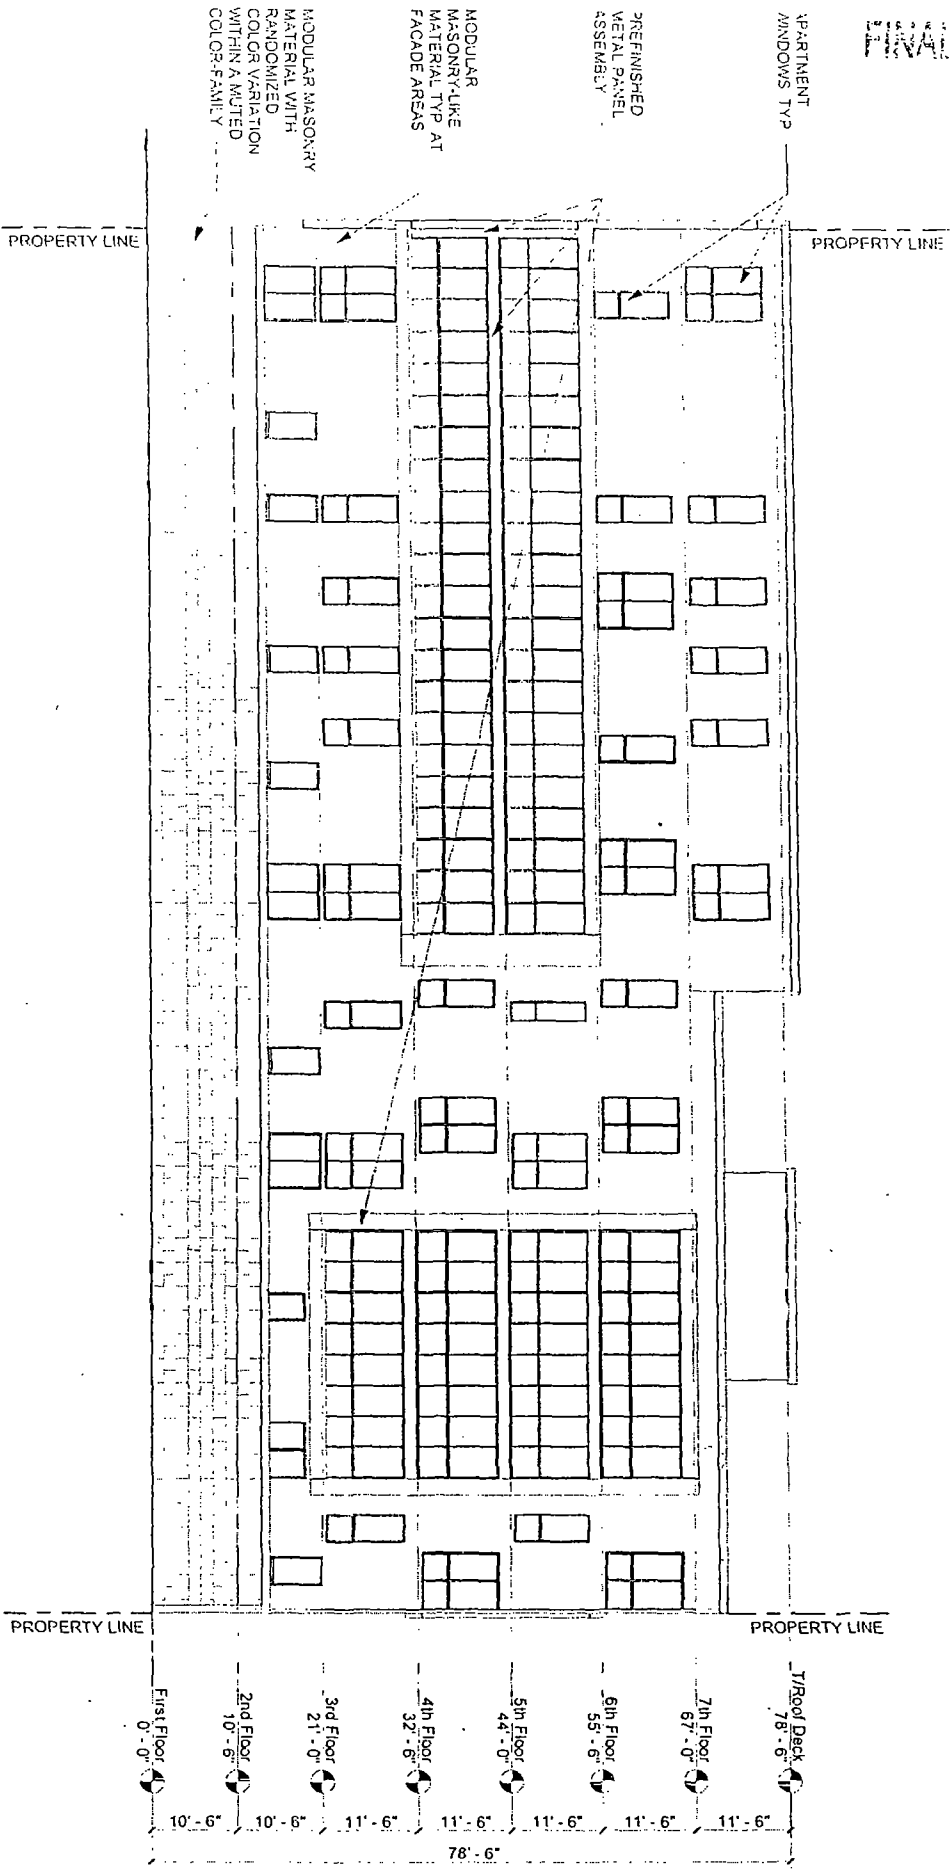 FINAL
APARTMENT
WINDOWS TYP
PREFINISHED
METAL PANEL
ASSEMBLY
MODULAR
MASONRY-LIKE
MATERIAL TYP AT
FACADE AREAS
MODULAR MASONRY
MATERIAL WITH
RANDOMIZED
COLOR VARIATION
WITHIN A MUTED
COLOR-FAMILY
PROPERTY LINE
PROPERTY LINE
PROPERTY LINE
PROPERTY LINE
T/Roof Deck
78' - 6"
7th Floor
67' - 0"
6th Floor
55' - 6"
5th Floor
44' - 0"
4th Floor
32' - 6"
3rd Floor
21' - 0"
2nd Floor
10' - 6"
First Floor
0' - 0"
10' - 6"
10' - 6"
11' - 6"
11' - 6"
11' - 6"
11' - 6"
11' - 6"
78' - 6"